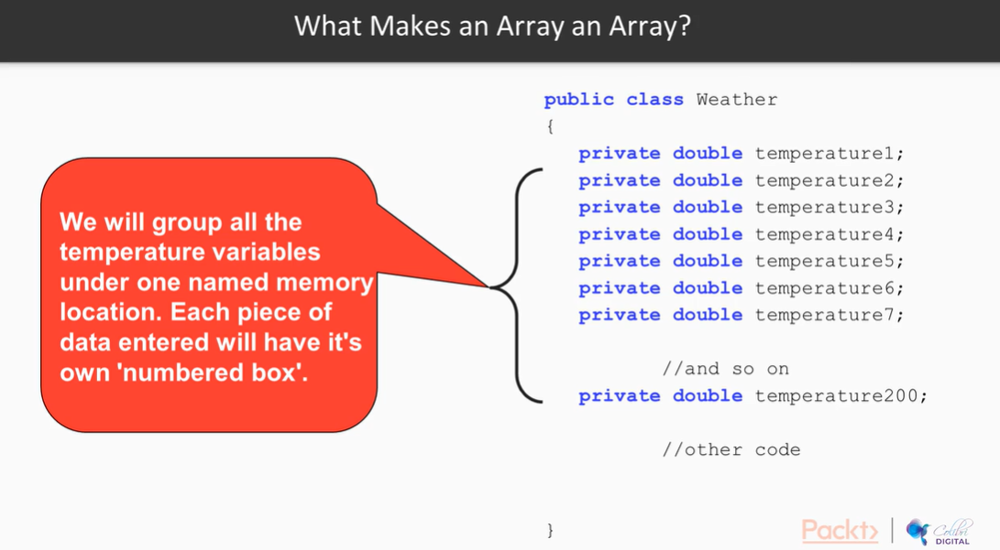 What Makes an Array an Array?
We will group all the
temperature variables
under one named memory
location. Each piece of
data entered will have it's
own 'numbered box'.
public class Weather
{
private double temperature1;
private double temperature2;
private double temperature3;
private double temperature4;
private double temperature5;
private double temperature6;
private double temperature7;
//and so on
private double temperature200;
//other code
}
Packt>
Colibri
DIGITAL